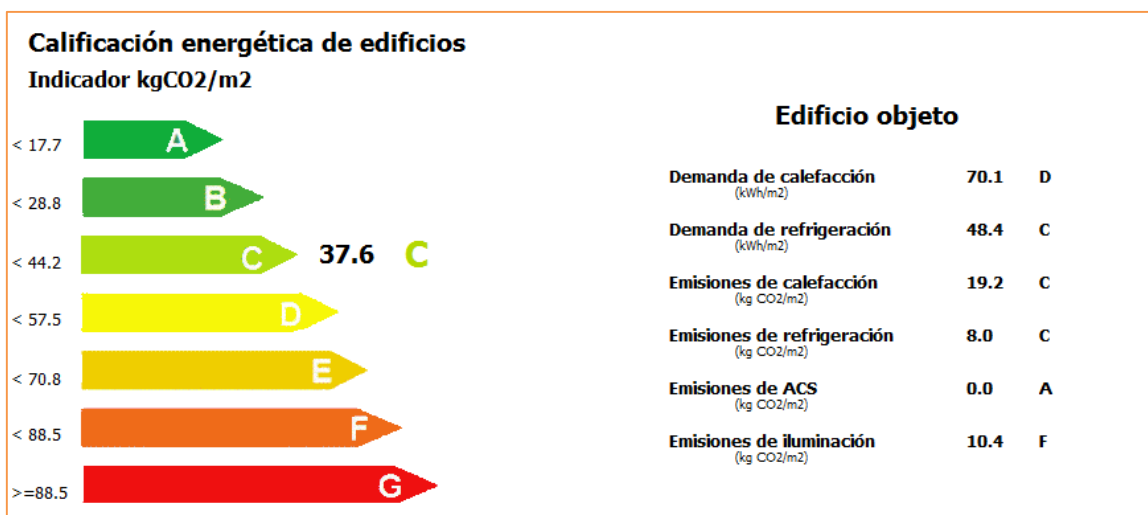 Calificación energética de edificios
Indicador kgCO2/m2
< 17.7 A
< 28.8 B
< 44.2 C 37.6 C
< 57.5 D
< 70.8 E
< 88.5 F
>=88.5 G
Edificio objeto
Demanda de calefacción 70.1 D
(kWh/m2)
Demanda de refrigeración 48.4 C
(kWh/m2)
Emisiones de calefacción 19.2 C
(kg CO2/m2)
Emisiones de refrigeración 8.0 C
(kg CO2/m2)
Emisiones de ACS 0.0 A
(kg CO2/m2)
Emisiones de iluminación 10.4 F
(kg CO2/m2)